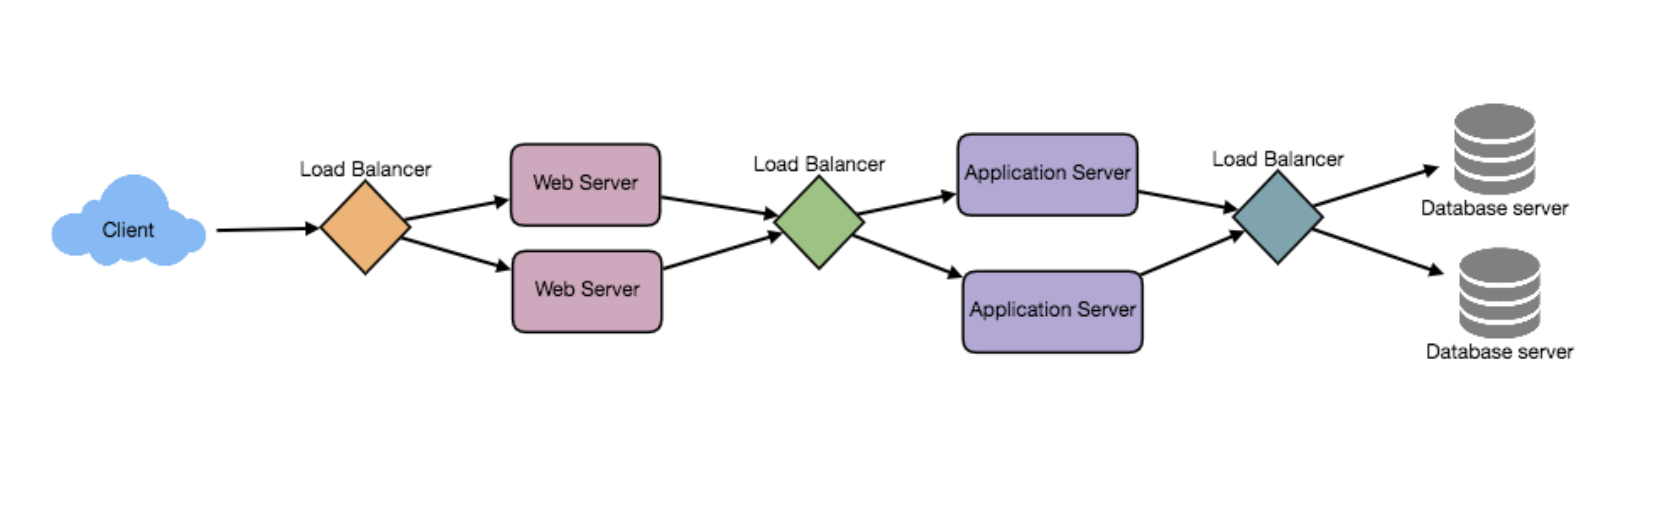 Client
Load Balancer
Web Server
Web Server
Load Balancer
Application Server
Application Server
Load Balancer
Database server
Database server